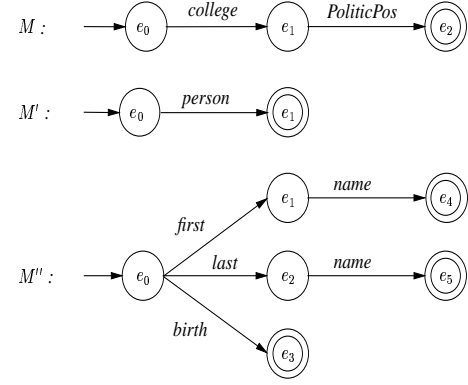 M : e0 college e1 PoliticPos e2
M' : e0 person e1
e1 name e4
first
M'' : e0 last e2 name e5
birth
e3